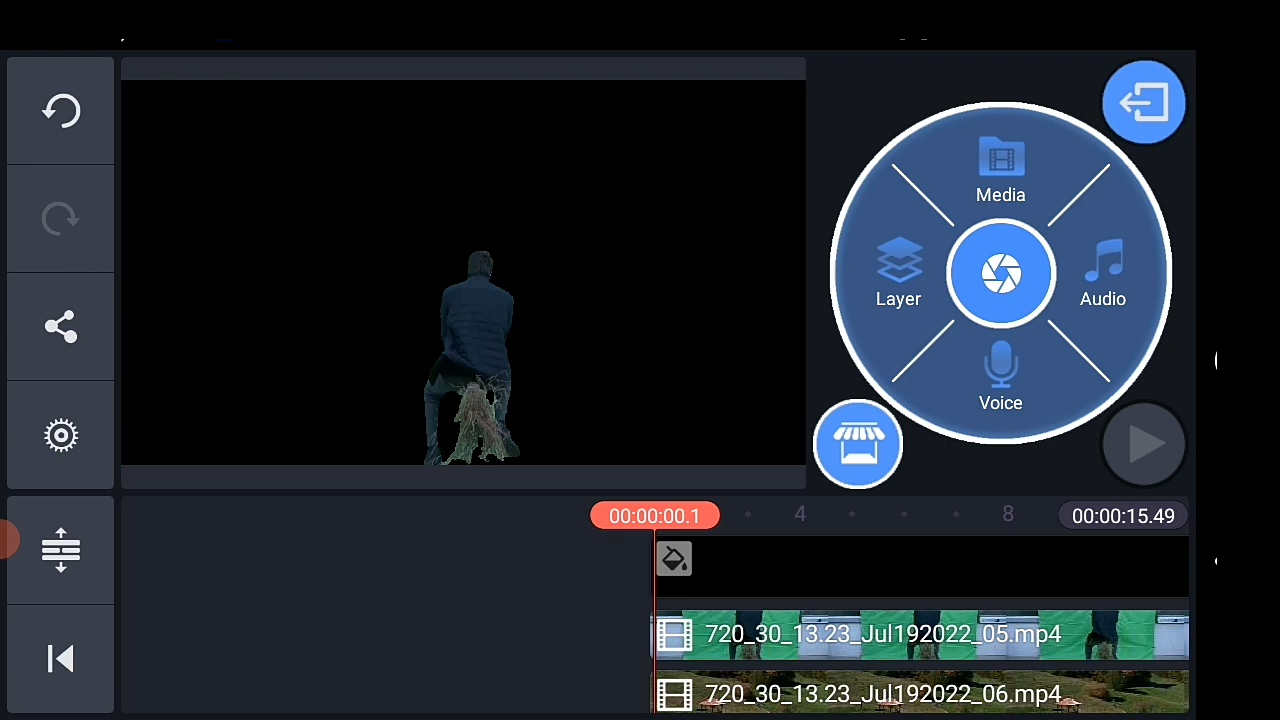 Media
Layer
Audio
Voice
00:00:00.1
4
8
00:00:15.49
720_30_13.23_Jul192022_05.mp4
720_30_13.23_Jul192022_06.mp4